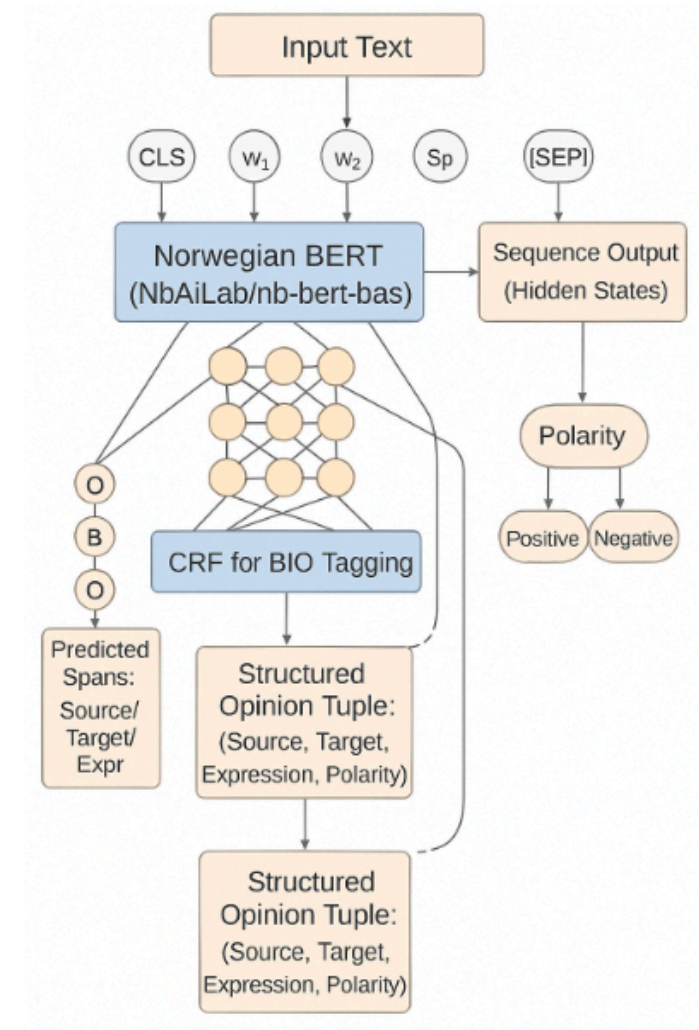 Input Text
CLS
w1
w2
Sp
[SEP]
Norwegian BERT
(NbAiLab/nb-bert-bas)
Sequence Output
(Hidden States)
Polarity
Positive
Negative
O
B
O
CRF for BIO Tagging
Predicted
Spans:
Source/
Target/
Expr
Structured
Opinion Tuple:
(Source, Target,
Expression, Polarity)
Structured
Opinion Tuple:
(Source, Target,
Expression, Polarity)